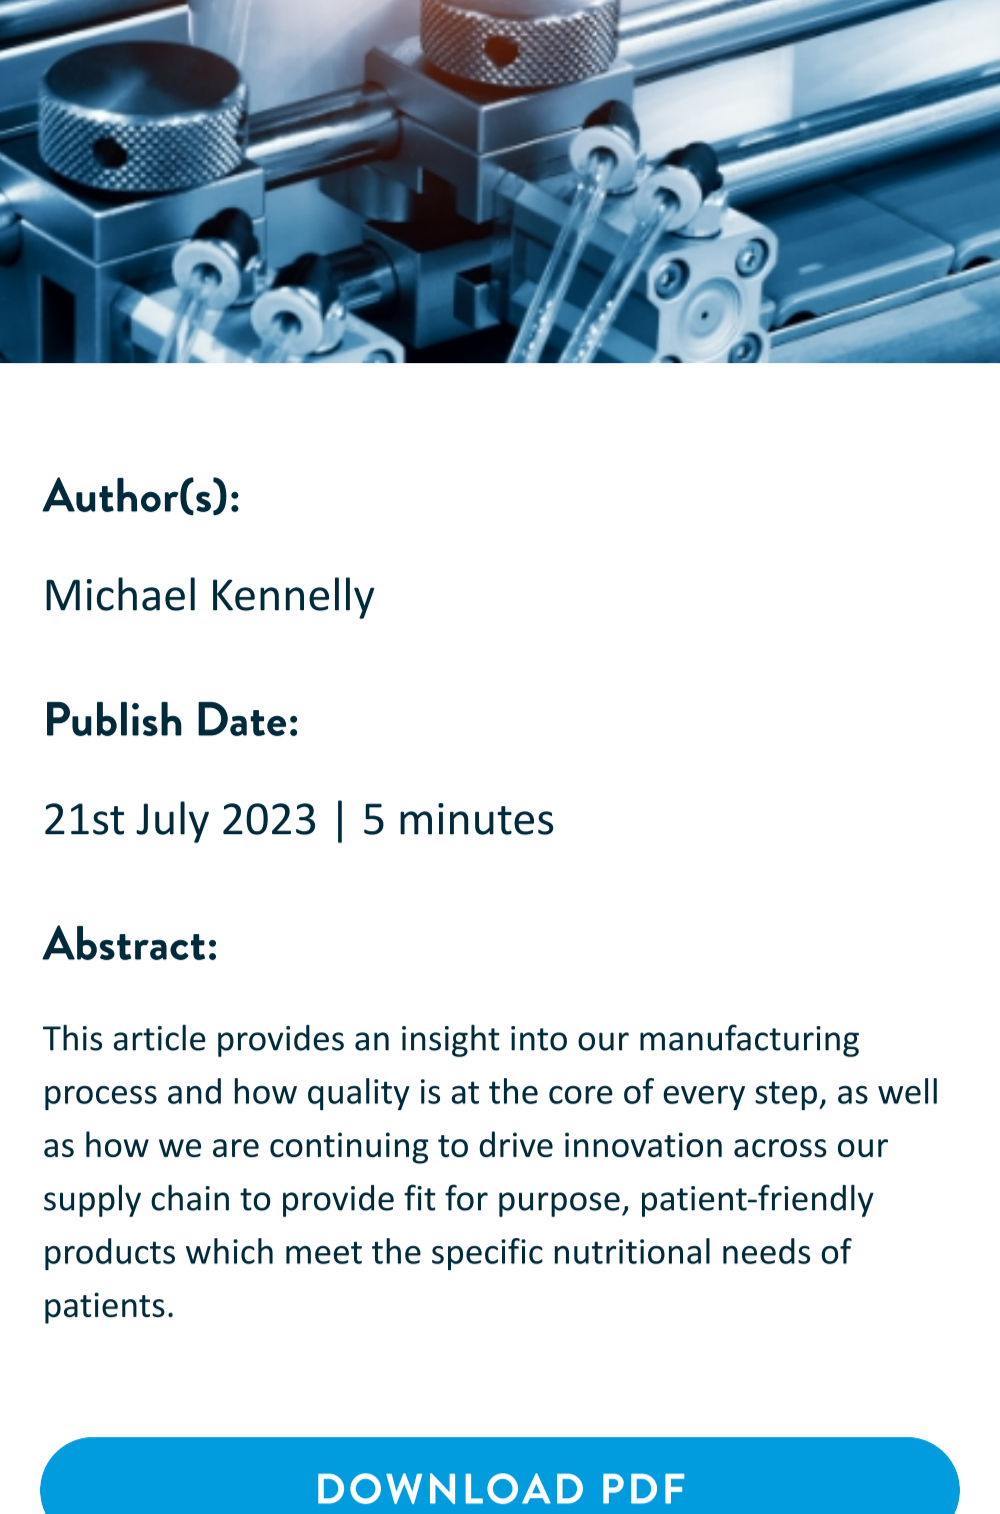 Author(s):
Michael Kennelly
Publish Date:
21st July 2023 | 5 minutes
Abstract:
This article provides an insight into our manufacturing
process and how quality is at the core of every step, as well
as how we are continuing to drive innovation across our
supply chain to provide fit for purpose, patient-friendly
products which meet the specific nutritional needs of
patients.
DOWNLOAD PDF